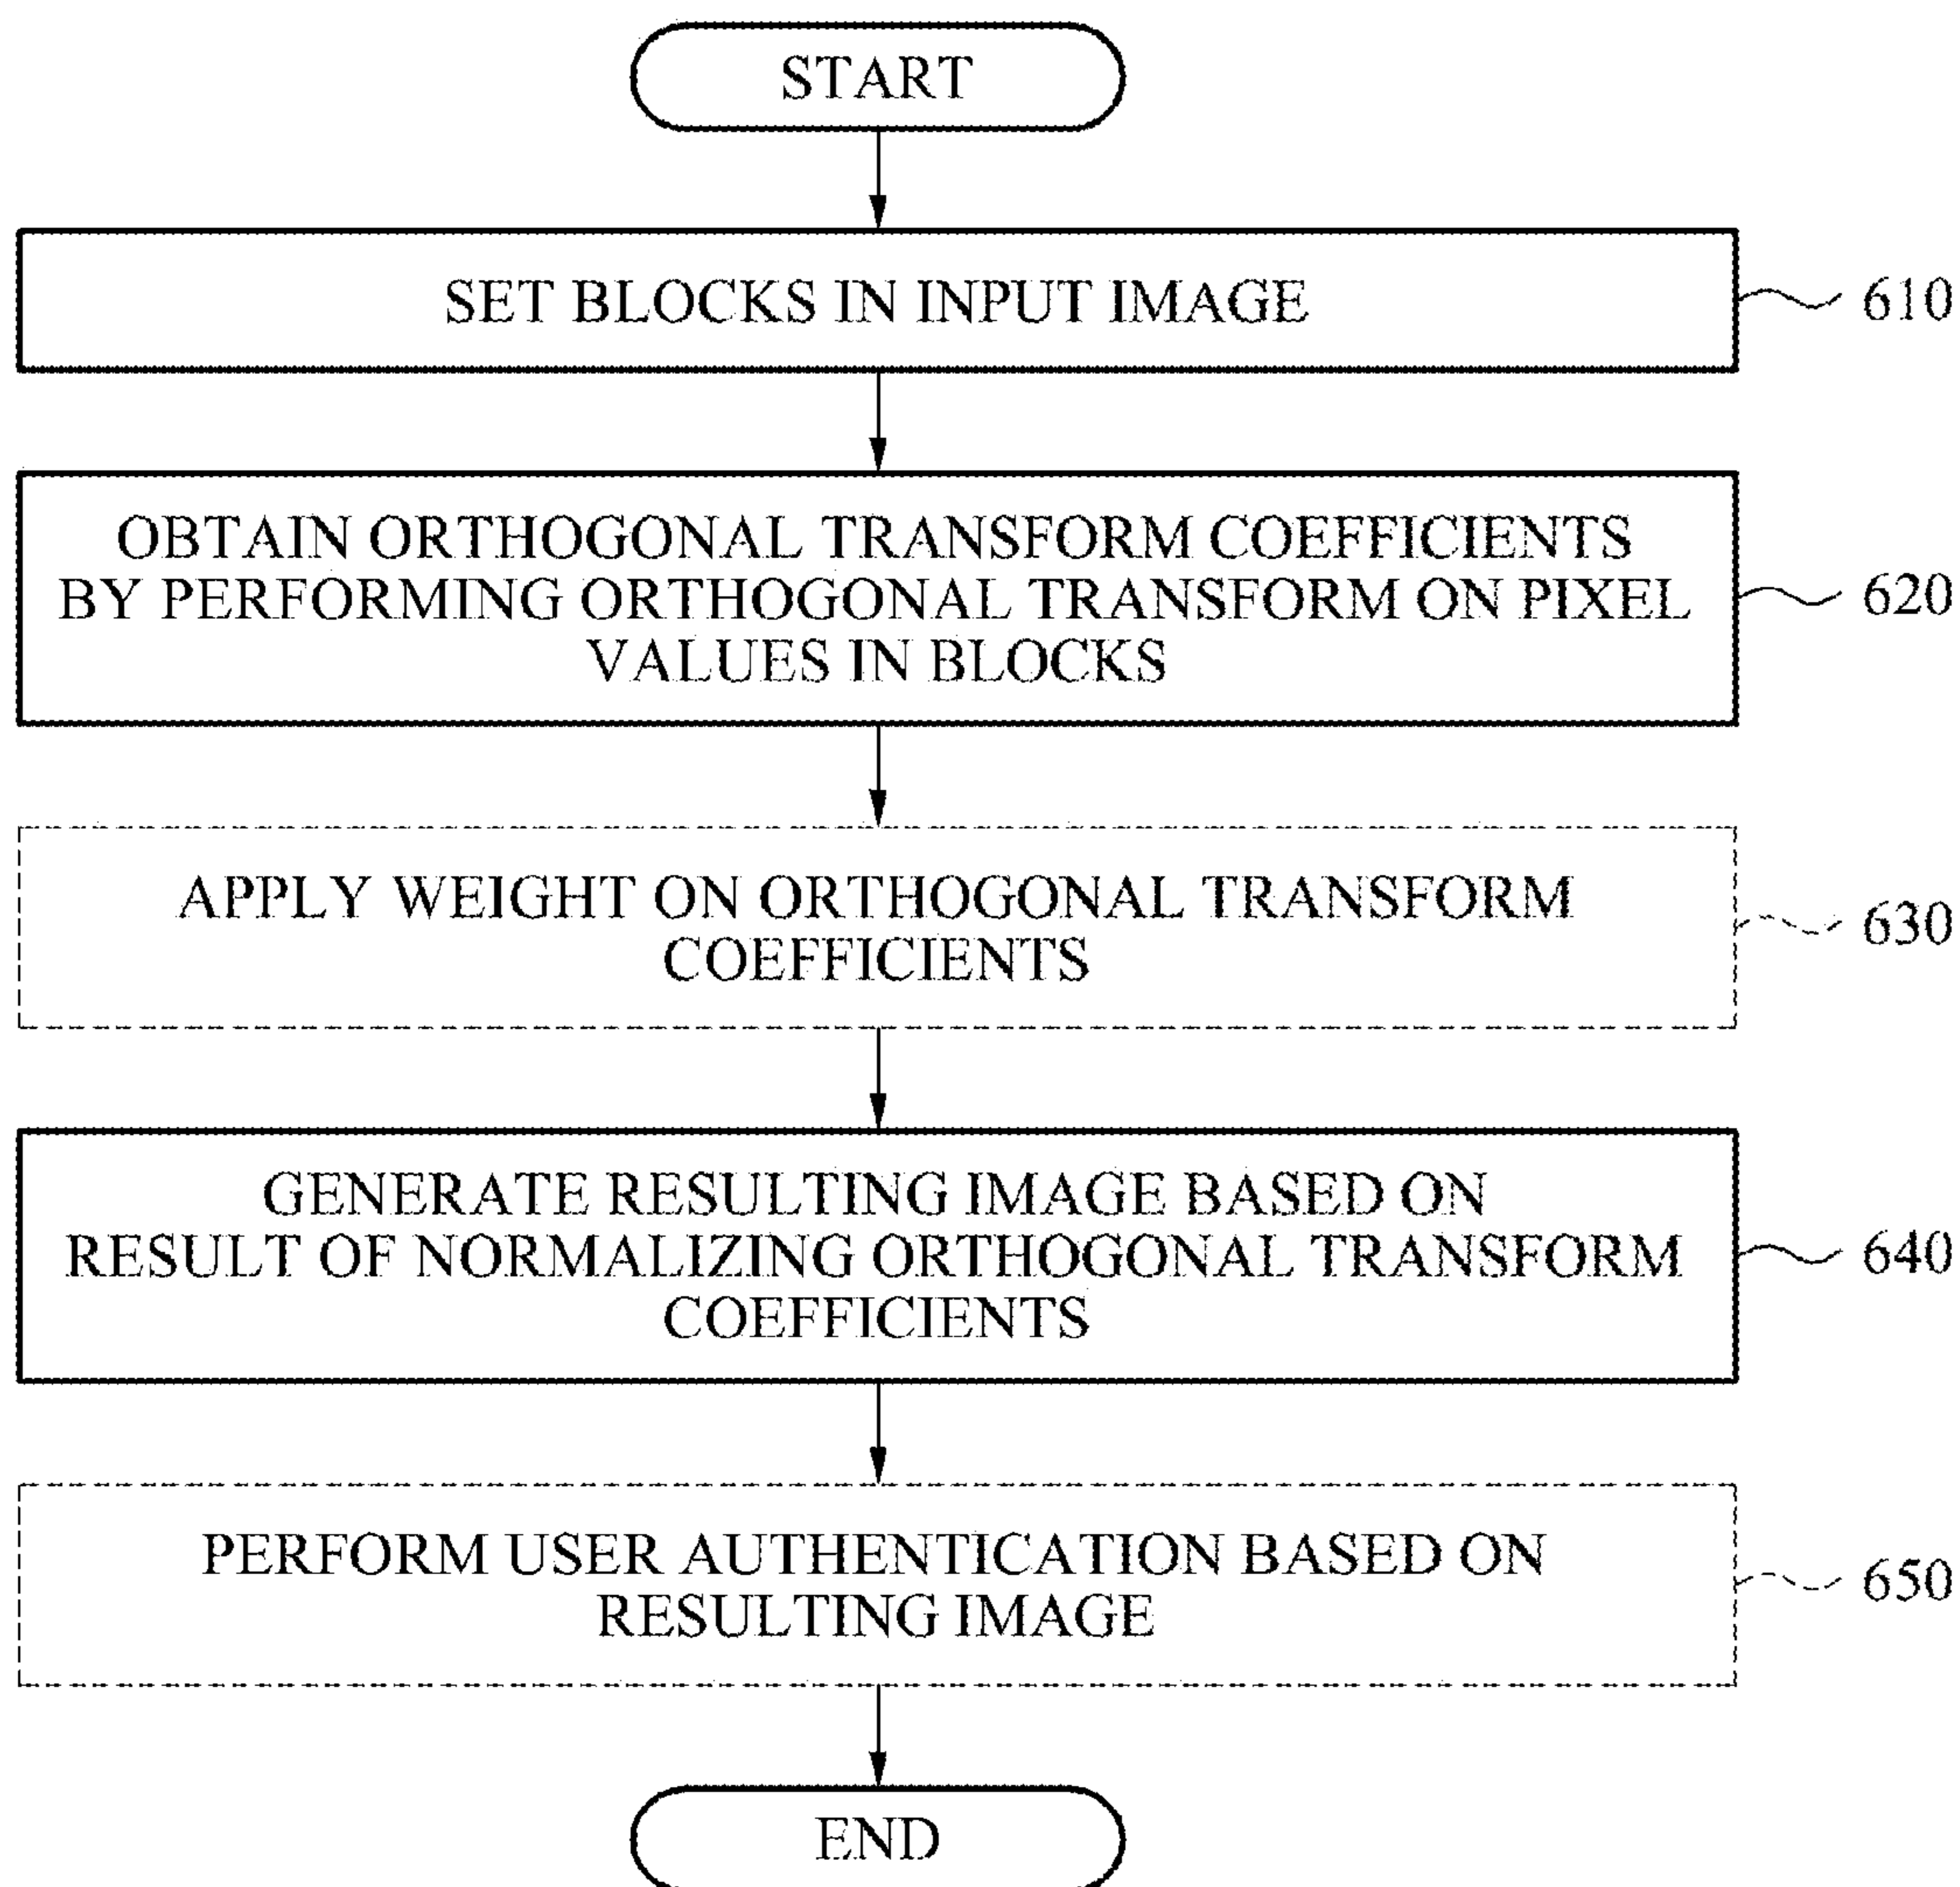 START
SET BLOCKS IN INPUT IMAGE
610
OBTAIN ORTHOGONAL TRANSFORM COEFFICIENTS
BY PERFORMING ORTHOGONAL TRANSFORM ON PIXEL
VALUES IN BLOCKS
620
APPLY WEIGHT ON ORTHOGONAL TRANSFORM
COEFFICIENTS
630
GENERATE RESULTING IMAGE BASED ON
RESULT OF NORMALIZING ORTHOGONAL TRANSFORM
COEFFICIENTS
640
PERFORM USER AUTHENTICATION BASED ON
RESULTING IMAGE
650
END